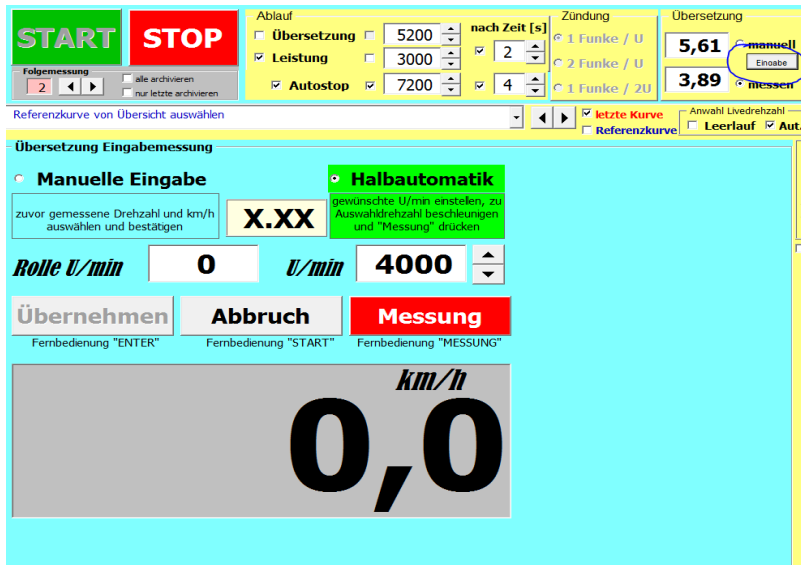 START
STOP
Folgemessung
2
alle archivieren
nur letzte archivieren
Ablauf
Übersetzung
5200
Leistung
3000
Autostop
7200
nach Zeit [s]
2
4
Zündung
1 Funke / U
2 Funke / U
1 Funke / 2U
Übersetzung
5,61
manuell
Eingabe
3,89
messen
Referenzkurve von Übersicht auswählen
letzte Kurve
Referenzkurve
Anwahl Livedrehzahl
Leerlauf
Aut.
Übersetzung Eingabemessung
Manuelle Eingabe
Halbautomatik
zuvor gemessene Drehzahl und km/h
auswählen und bestätigen
X.XX
gewünschte U/min einstellen, zu
Auswahldrehzahl beschleunigen
und "Messung" drücken
Rolle U/min
0
U/min
4000
Übernehmen
Abbruch
Messung
Fernbedienung "ENTER"
Fernbedienung "START"
Fernbedienung "MESSUNG"
km/h
0,0